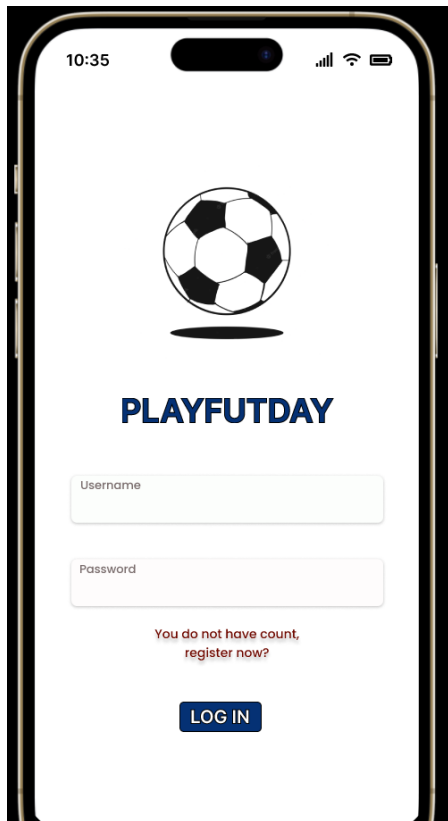 10:35
PLAYFUTDAY
Username
Password
You do not have count,
register now?
LOG IN